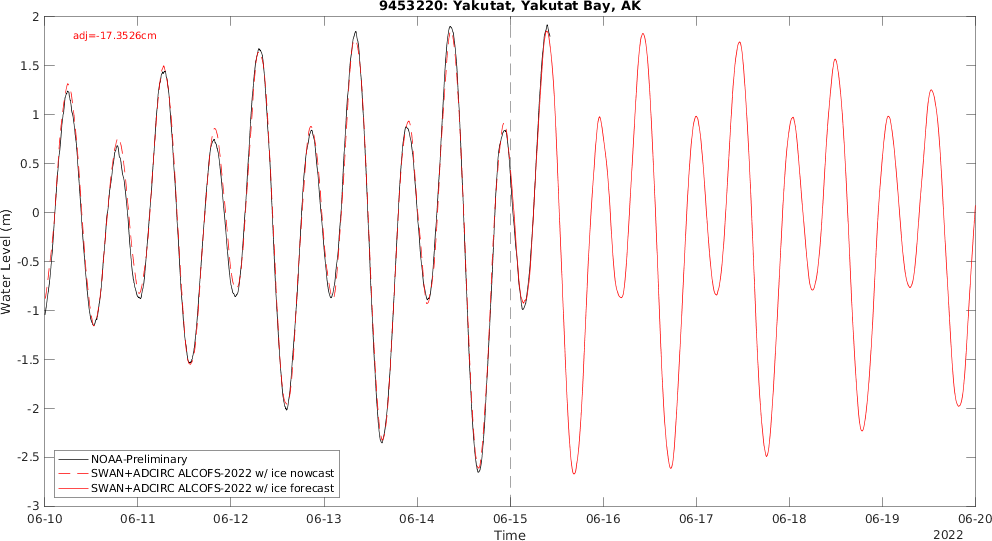 9453220: Yakutat, Yakutat Bay, AK
adj=-17.3526cm
2
1.5
1
0.5
0
-0.5
-1
-1.5
-2
-2.5
-3
Water Level (m)
NOAA-Preliminary
SWAN+ADCIRC ALCOFS-2022 w/ ice nowcast
SWAN+ADCIRC ALCOFS-2022 w/ ice forecast
06-10 06-11 06-12 06-13 06-14 06-15 06-16 06-17 06-18 06-19 06-20
Time
2022